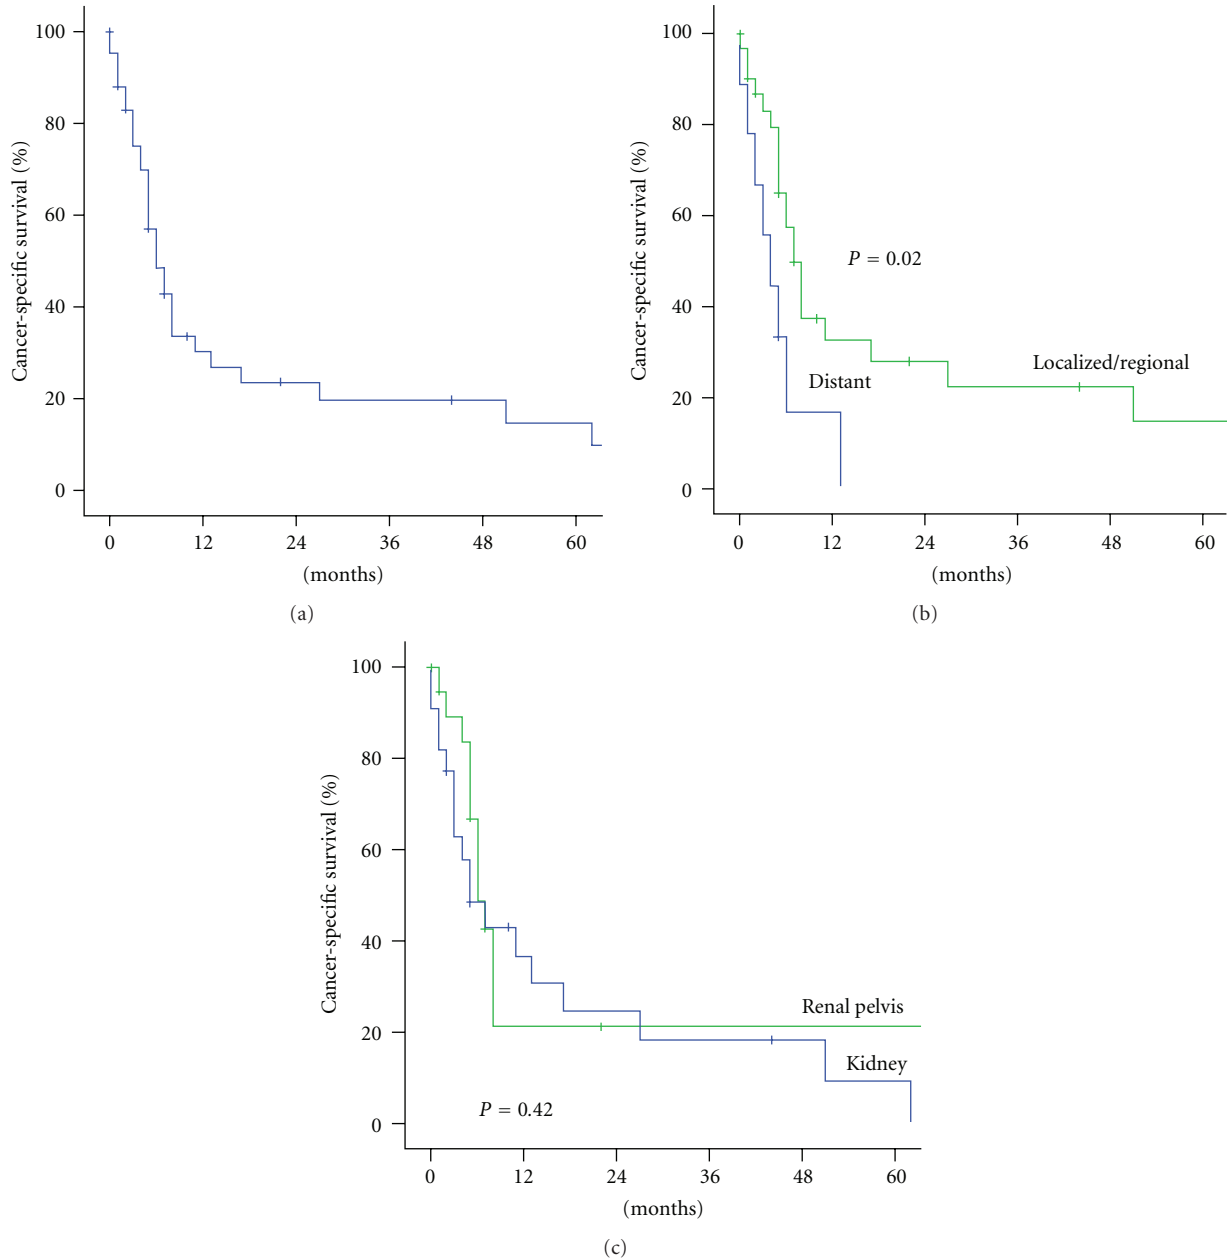 Cancer-specific survival (%)
100
80
60
40
20
0
0 12 24 36 48 60
(months)
(a)
Cancer-specific survival (%)
100
80
60
40
20
0
P = 0.02
Localized/regional
Distant
0 12 24 36 48 60
(months)
(b)
Cancer-specific survival (%)
100
80
60
40
20
0
Renal pelvis
Kidney
P = 0.42
0 12 24 36 48 60
(months)
(c)